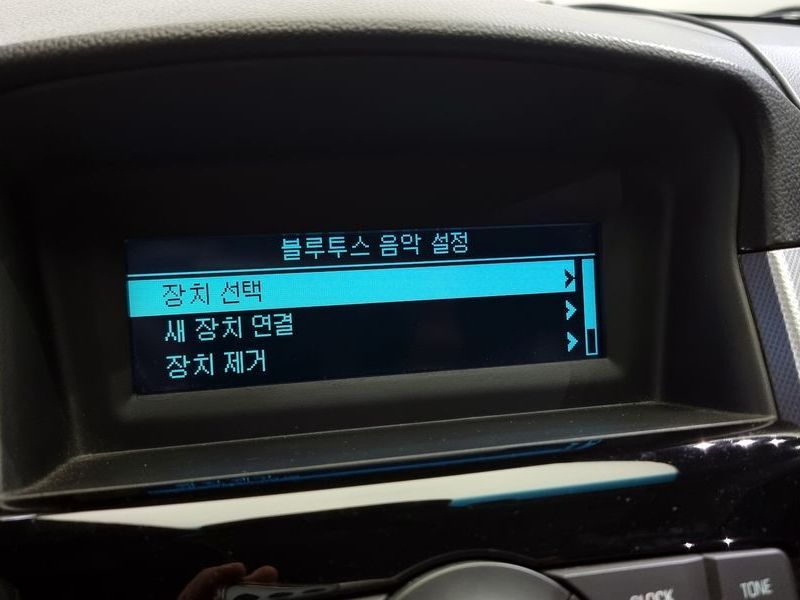 블루투스 음악 설정
장치 선택
새 장치 연결
장치 제거
CLOCK
TONE